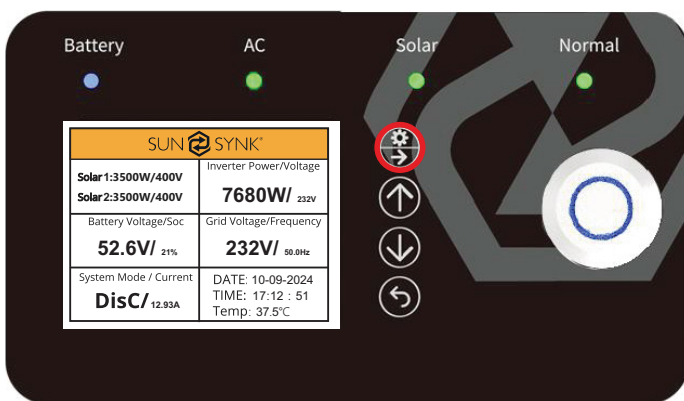 Battery AC Solar Normal
SUN SYNK®
Solar1:3500W/400V
Solar2:3500W/400V
Inverter Power/Voltage
7680W/ 232V
Battery Voltage/Soc
52.6V/ 21%
Grid Voltage/Frequency
232V/ 50.0Hz
System Mode / Current
DisC/ 12.93A
DATE: 10-09-2024
TIME: 17:12 : 51
Temp: 37.5°C